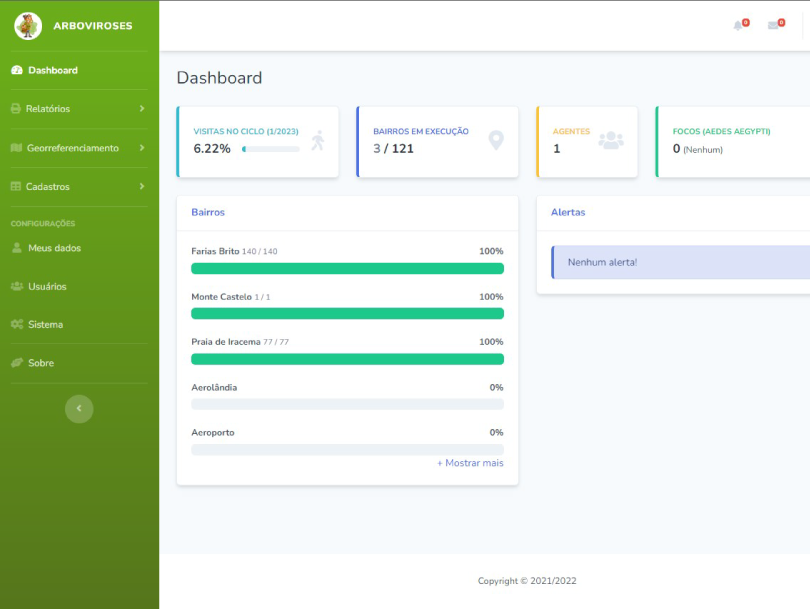 ARBOVIROSES
0
0
Dashboard
Relatórios
Georreferenciamento
Cadastros
CONFIGURAÇÕES
Meus dados
Usuários
Sistema
Sobre
Dashboard
VISITAS NO CICLO (1/2023)
6.22%
BAIRROS EM EXECUÇÃO
3 / 121
AGENTES
1
FOCOS (AEDES AEGYPTI)
0 (Nenhum)
Bairros
Farias Brito 140 / 140 100%
Monte Castelo 1 / 1 100%
Praia de Iracema 77 / 77 100%
Aerolândia 0%
Aeroporto 0%
+ Mostrar mais
Alertas
Nenhum alerta!
Copyright © 2021/2022